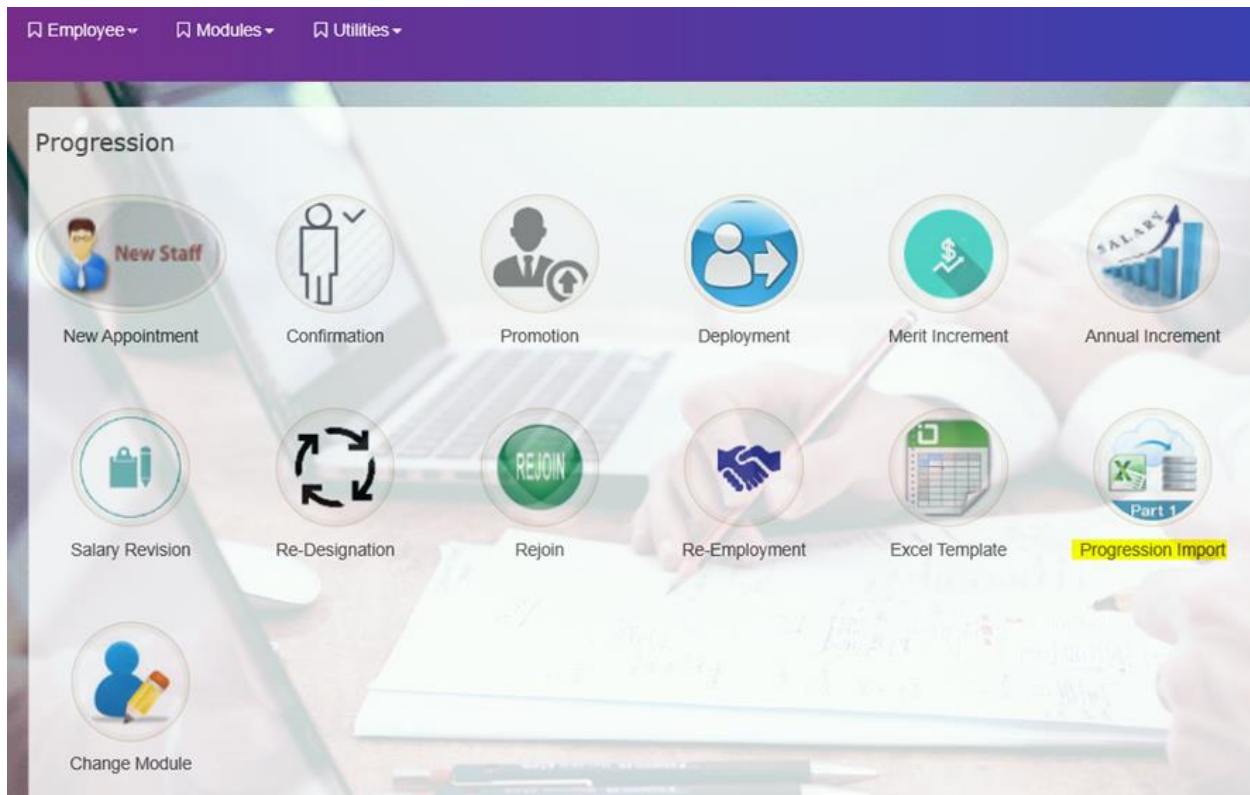 Employee Modules Utilities
Progression
New Staff
SALARY
New Appointment Confirmation Promotion Deployment Merit Increment Annual Increment
REJOIN
Part 1
Salary Revision Re-Designation Rejoin Re-Employment Excel Template Progression Import
Change Module